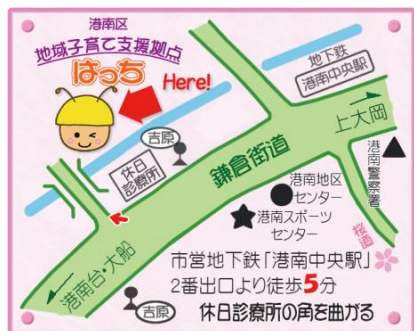 港南区
地域子育て支援拠点
はっち
Here!
地下鉄
港南中央駅
上大岡
吉原
休日
診療所
鎌倉街道
港南警察署
港南地区
センター
港南スポーツ
センター
桜道
港南台・大船
吉原
市営地下鉄「港南中央駅」
2番出口より徒歩5分
休日診療所の角を曲がる